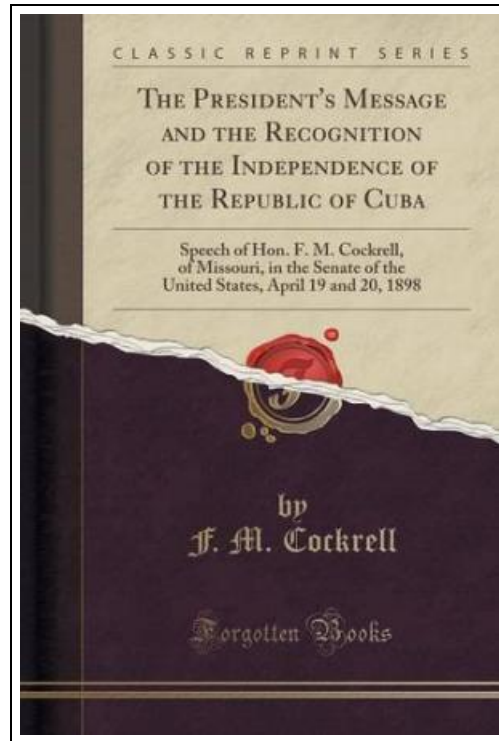 CLASSIC REPRINT SERIES
THE PRESIDENT'S MESSAGE
AND THE RECOGNITION
OF THE INDEPENDENCE OF
THE REPUBLIC OF CUBA
Speech of Hon. F. M. Cockrell,
of Missouri, in the Senate of the
United States, April 19 and 20, 1898
F
by
F. M. Cockrell
Forgotten Books